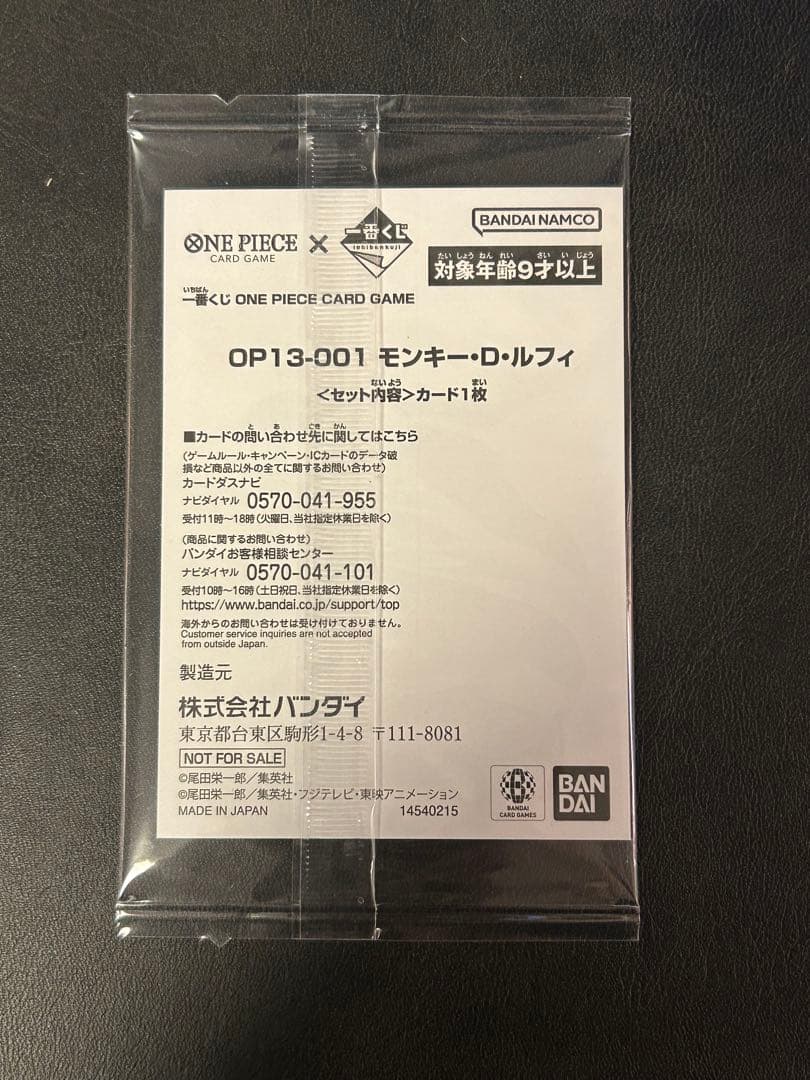 ONE PIECE CARD GAME × 一番くじ ichibankuji
BANDAI NAMCO
たいしょうねんれい さいいじょう
対象年齢9才以上
いちばん
一番くじ ONE PIECE CARD GAME
OP13-001 モンキー・D・ルフィ
ないよう まい
<セット内容>カード1枚
と あ さき かん
■カードの問い合わせ先に関してはこちら
(ゲームルール・キャンペーン・ICカードのデータ破
損など商品以外の全てに関するお問い合わせ)
カードダスナビ
ナビダイヤル 0570-041-955
受付11時〜18時(火曜日、当社指定休業日を除く)
(商品に関するお問い合わせ)
バンダイお客様相談センター
ナビダイヤル 0570-041-101
受付10時〜16時(土日祝日、当社指定休業日を除く)
https://www.bandai.co.jp/support/top
海外からのお問い合わせは受け付けておりません。
Customer service inquiries are not accepted
from outside Japan.
製造元
株式会社バンダイ
東京都台東区駒形1-4-8 〒111-8081
NOT FOR SALE
©尾田栄一郎/集英社
©尾田栄一郎/集英社・フジテレビ・東映アニメーション
MADE IN JAPAN 14540215
BANDAI
CARD GAMES
BAN
DAI